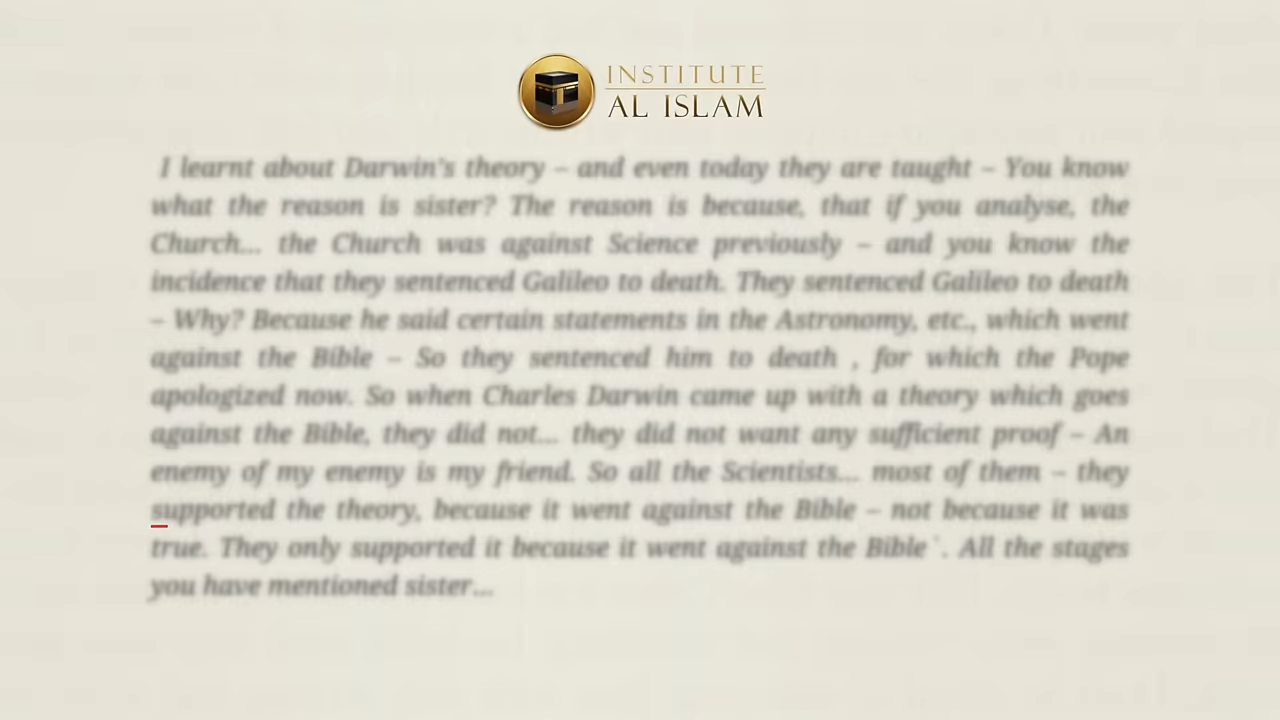 INSTITUTE
AL ISLAM
I learnt about Darwin's theory – and even today they are taught – You know
what the reason is sister? The reason is because, that if you analyse, the
Church... the Church was against Science previously – and you know the
incidence that they sentenced Galileo to death. They sentenced Galileo to death
– Why? Because he said certain statements in the Astronomy, etc., which went
against the Bible – So they sentenced him to death , for which the Pope
apologized now. So when Charles Darwin came up with a theory which goes
against the Bible, they did not... they did not want any sufficient proof – An
enemy of my enemy is my friend. So all the Scientists... most of them – they
supported the theory, because it went against the Bible – not because it was
true. They only supported it because it went against the Bible`. All the stages
you have mentioned sister...